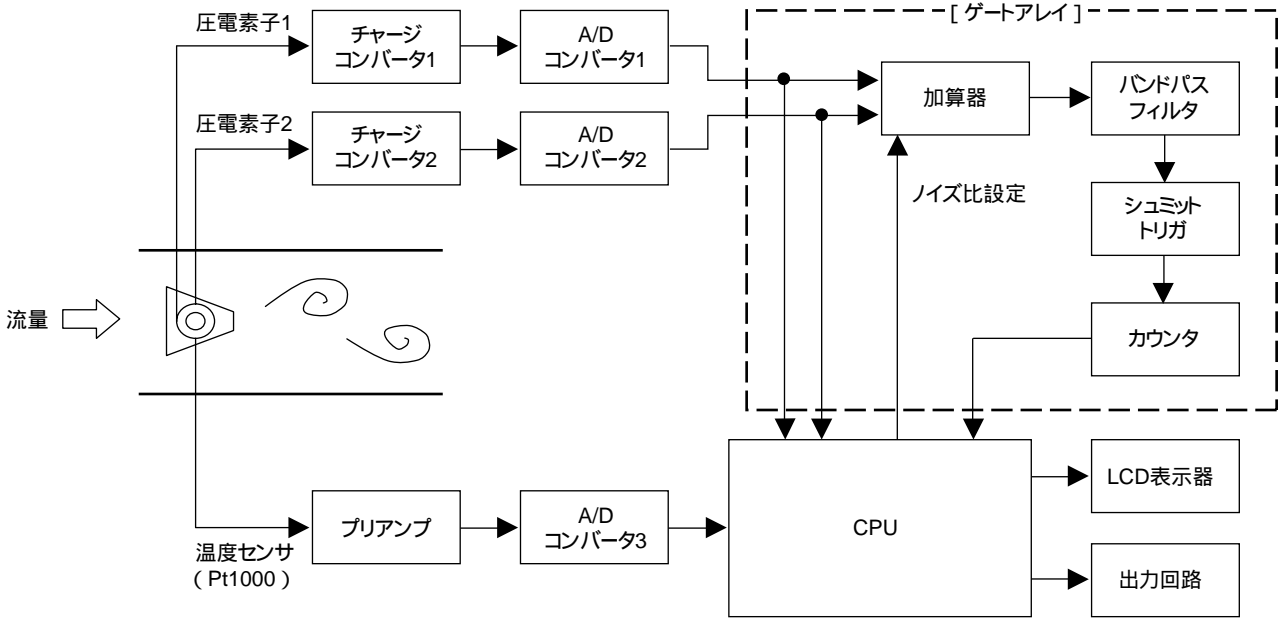 [ ゲートアレイ ]
圧電素子1
チャージ
コンバータ1
A/D
コンバータ1
加算器
バンドパス
フィルタ
圧電素子2
チャージ
コンバータ2
A/D
コンバータ2
ノイズ比設定
シュミット
トリガ
流量
カウンタ
温度センサ
( Pt1000 )
プリアンプ
A/D
コンバータ3
CPU
LCD表示器
出力回路